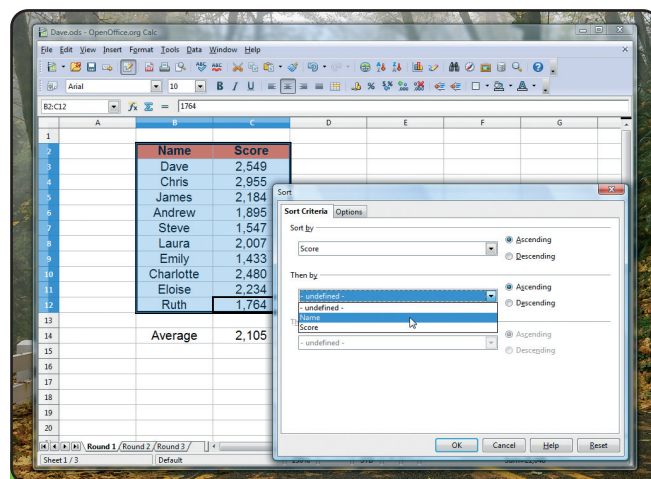 Dave.ods - OpenOffice.org Calc
File Edit View Insert Format Tools Data Window Help
Arial 10 B I U
B2:C12 = 1764
A B C D E F G
1
2 Name Score
3 Dave 2,549
4 Chris 2,955
5 James 2,184
6 Andrew 1,895
7 Steve 1,547
8 Laura 2,007
9 Emily 1,433
10 Charlotte 2,480
11 Eloise 2,234
12 Ruth 1,764
13
14 Average 2,105
15
16
17
18
19
20
Round 1 Round 2 Round 3
Sheet 1 / 3 Default
Sort
Sort Criteria Options
Sort by
Score
Ascending
Descending
Then by
- undefined -
Ascending
Descending
- undefined -
Name
Score
- undefined -
Ascending
Descending
OK Cancel Help Reset